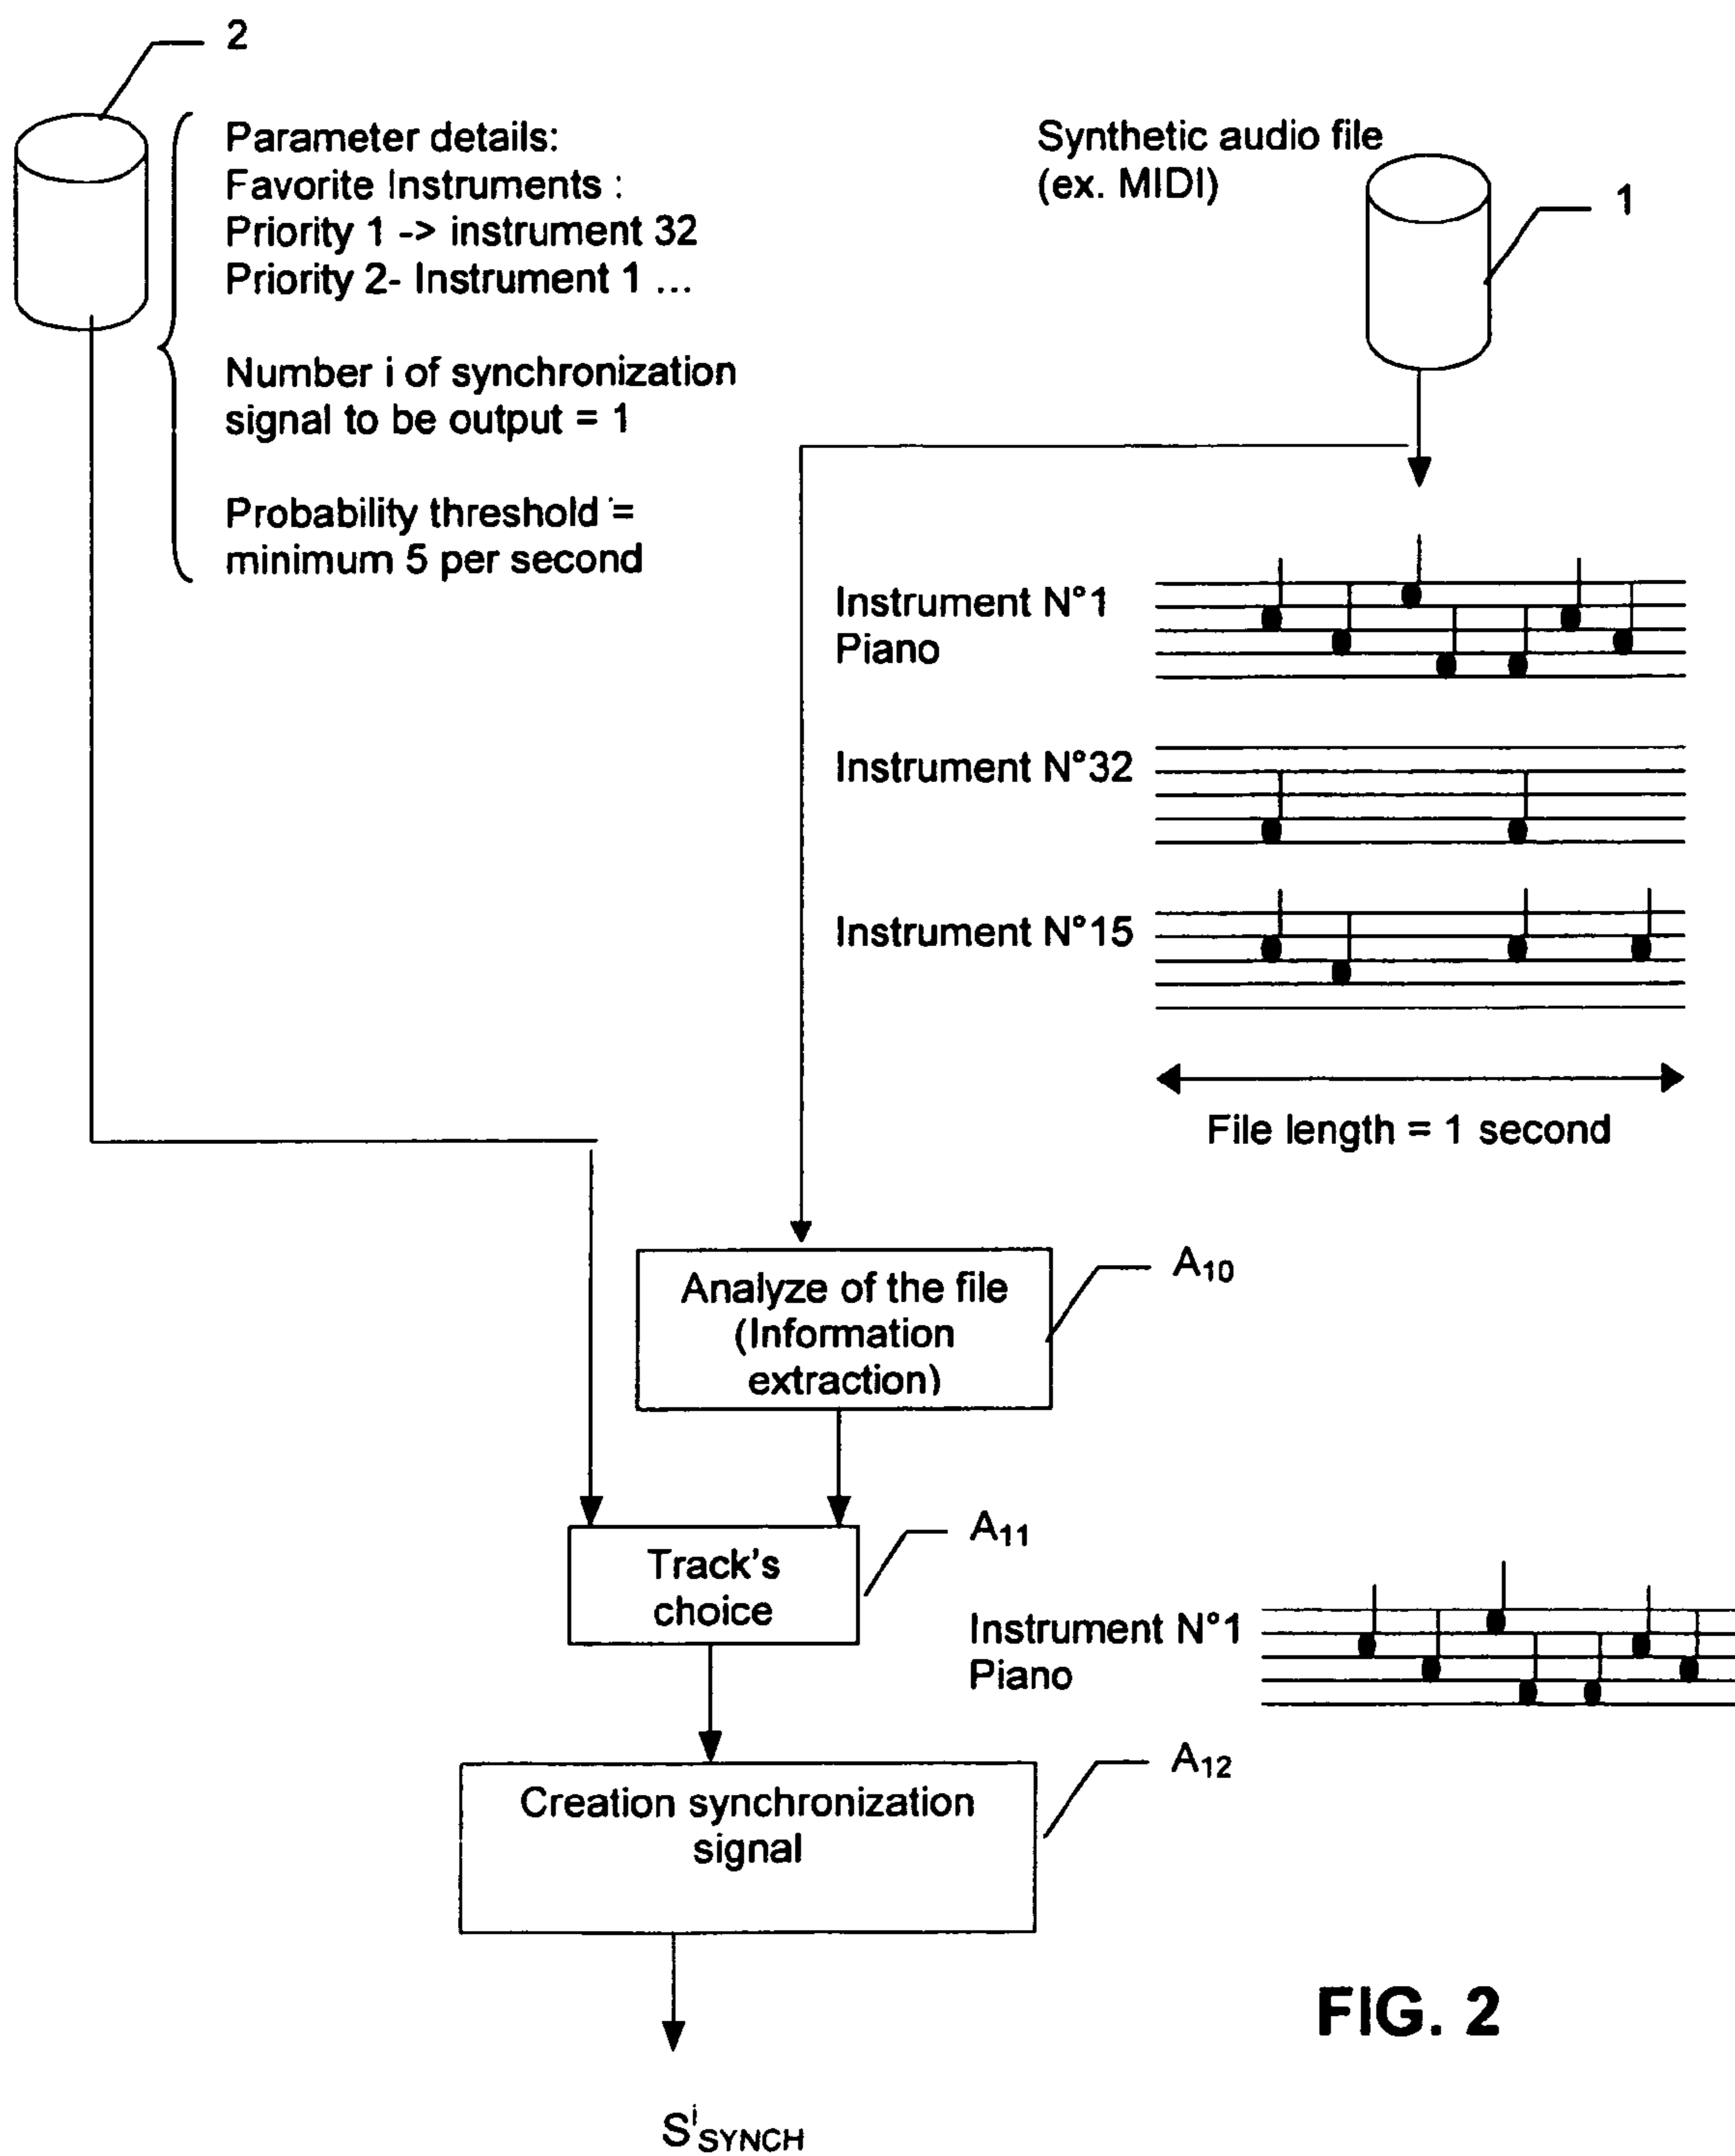 2
Parameter details:
Favorite Instruments :
Priority 1 -> instrument 32
Priority 2- Instrument 1 ...
Number i of synchronization
signal to be output = 1
Probability threshold =
minimum 5 per second
Synthetic audio file
(ex. MIDI)
1
Instrument N°1
Piano
Instrument N°32
Instrument N°15
File length = 1 second
Analyze of the file
(Information
extraction)
A10
Track's
choice
A11
Instrument N°1
Piano
Creation synchronization
signal
A12
FIG. 2
S^i_SYNCH